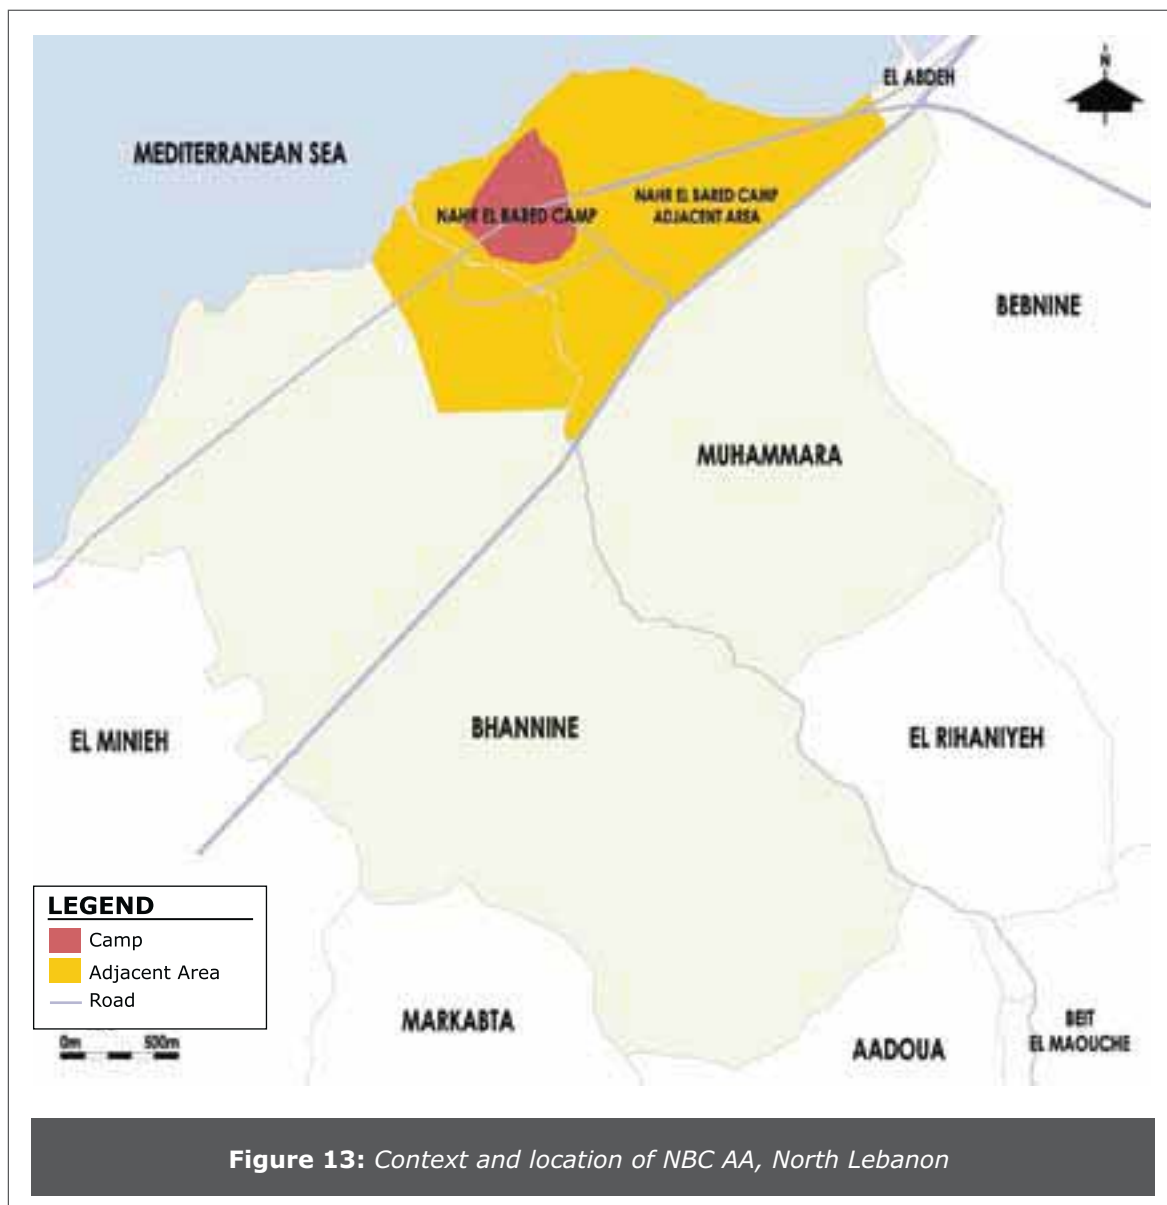 N
EL ABDEH
MEDITERRANEAN SEA
NAHR EL BARED CAMP
NAHR EL BARED CAMP
ADJACENT AREA
BEBNINE
MUHAMMARA
BHANNINE
EL MINIEH
EL RIHANIYEH
LEGEND
Camp
Adjacent Area
Road
0m 500m
MARKABTA
AADOUA
BEIT
EL MAOUCHE
Figure 13: Context and location of NBC AA, North Lebanon